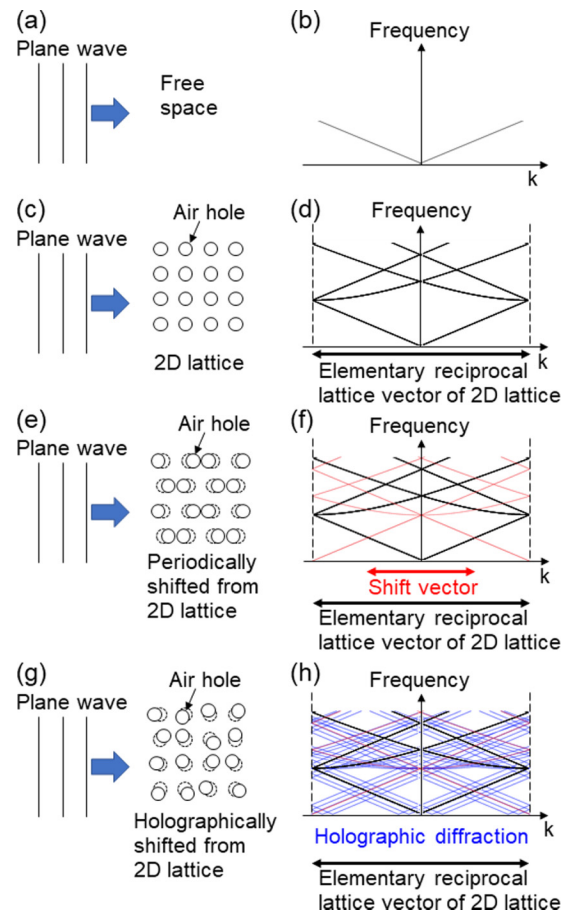 (a)
Plane wave
Free
space
(b)
Frequency
k
(c)
Plane wave
Air hole
2D lattice
(d)
Frequency
k
Elementary reciprocal
lattice vector of 2D lattice
(e)
Plane wave
Air hole
Periodically
shifted from
2D lattice
(f)
Frequency
k
Shift vector
Elementary reciprocal
lattice vector of 2D lattice
(g)
Plane wave
Air hole
Holographically
shifted from
2D lattice
(h)
Frequency
k
Holographic diffraction
Elementary reciprocal
lattice vector of 2D lattice